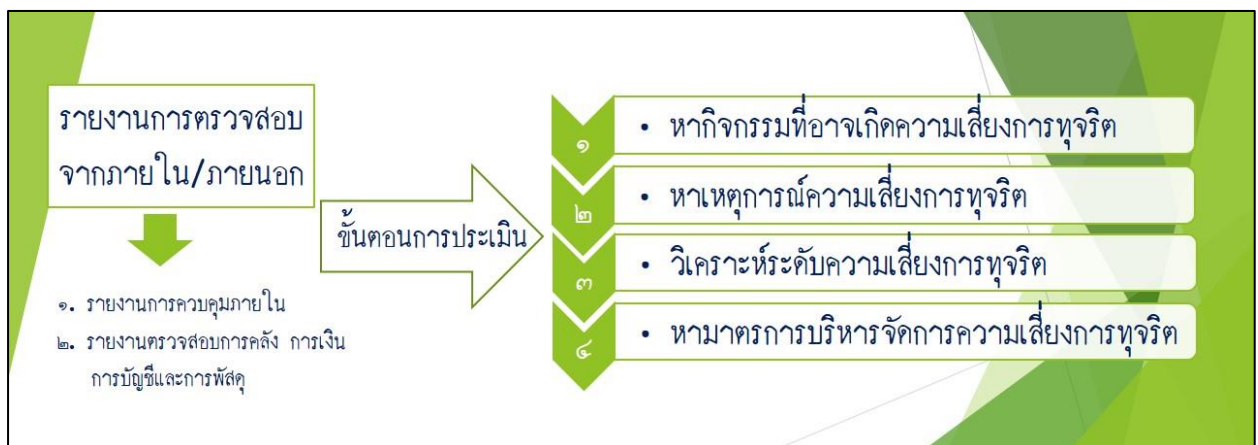 รายงานการตรวจสอบ
จากภายใน/ภายนอก
๑. รายงานการควบคุมภายใน
๒. รายงานตรวจสอบการคลัง การเงิน
การบัญชีและการพัสดุ
ขั้นตอนการประเมิน
๑ • หากิจกรรมที่อาจเกิดความเสี่ยงการทุจริต
๒ • หาเหตุการณ์ความเสี่ยงการทุจริต
๓ • วิเคราะห์ระดับความเสี่ยงการทุจริต
๔ • หามาตรการบริหารจัดการความเสี่ยงการทุจริต